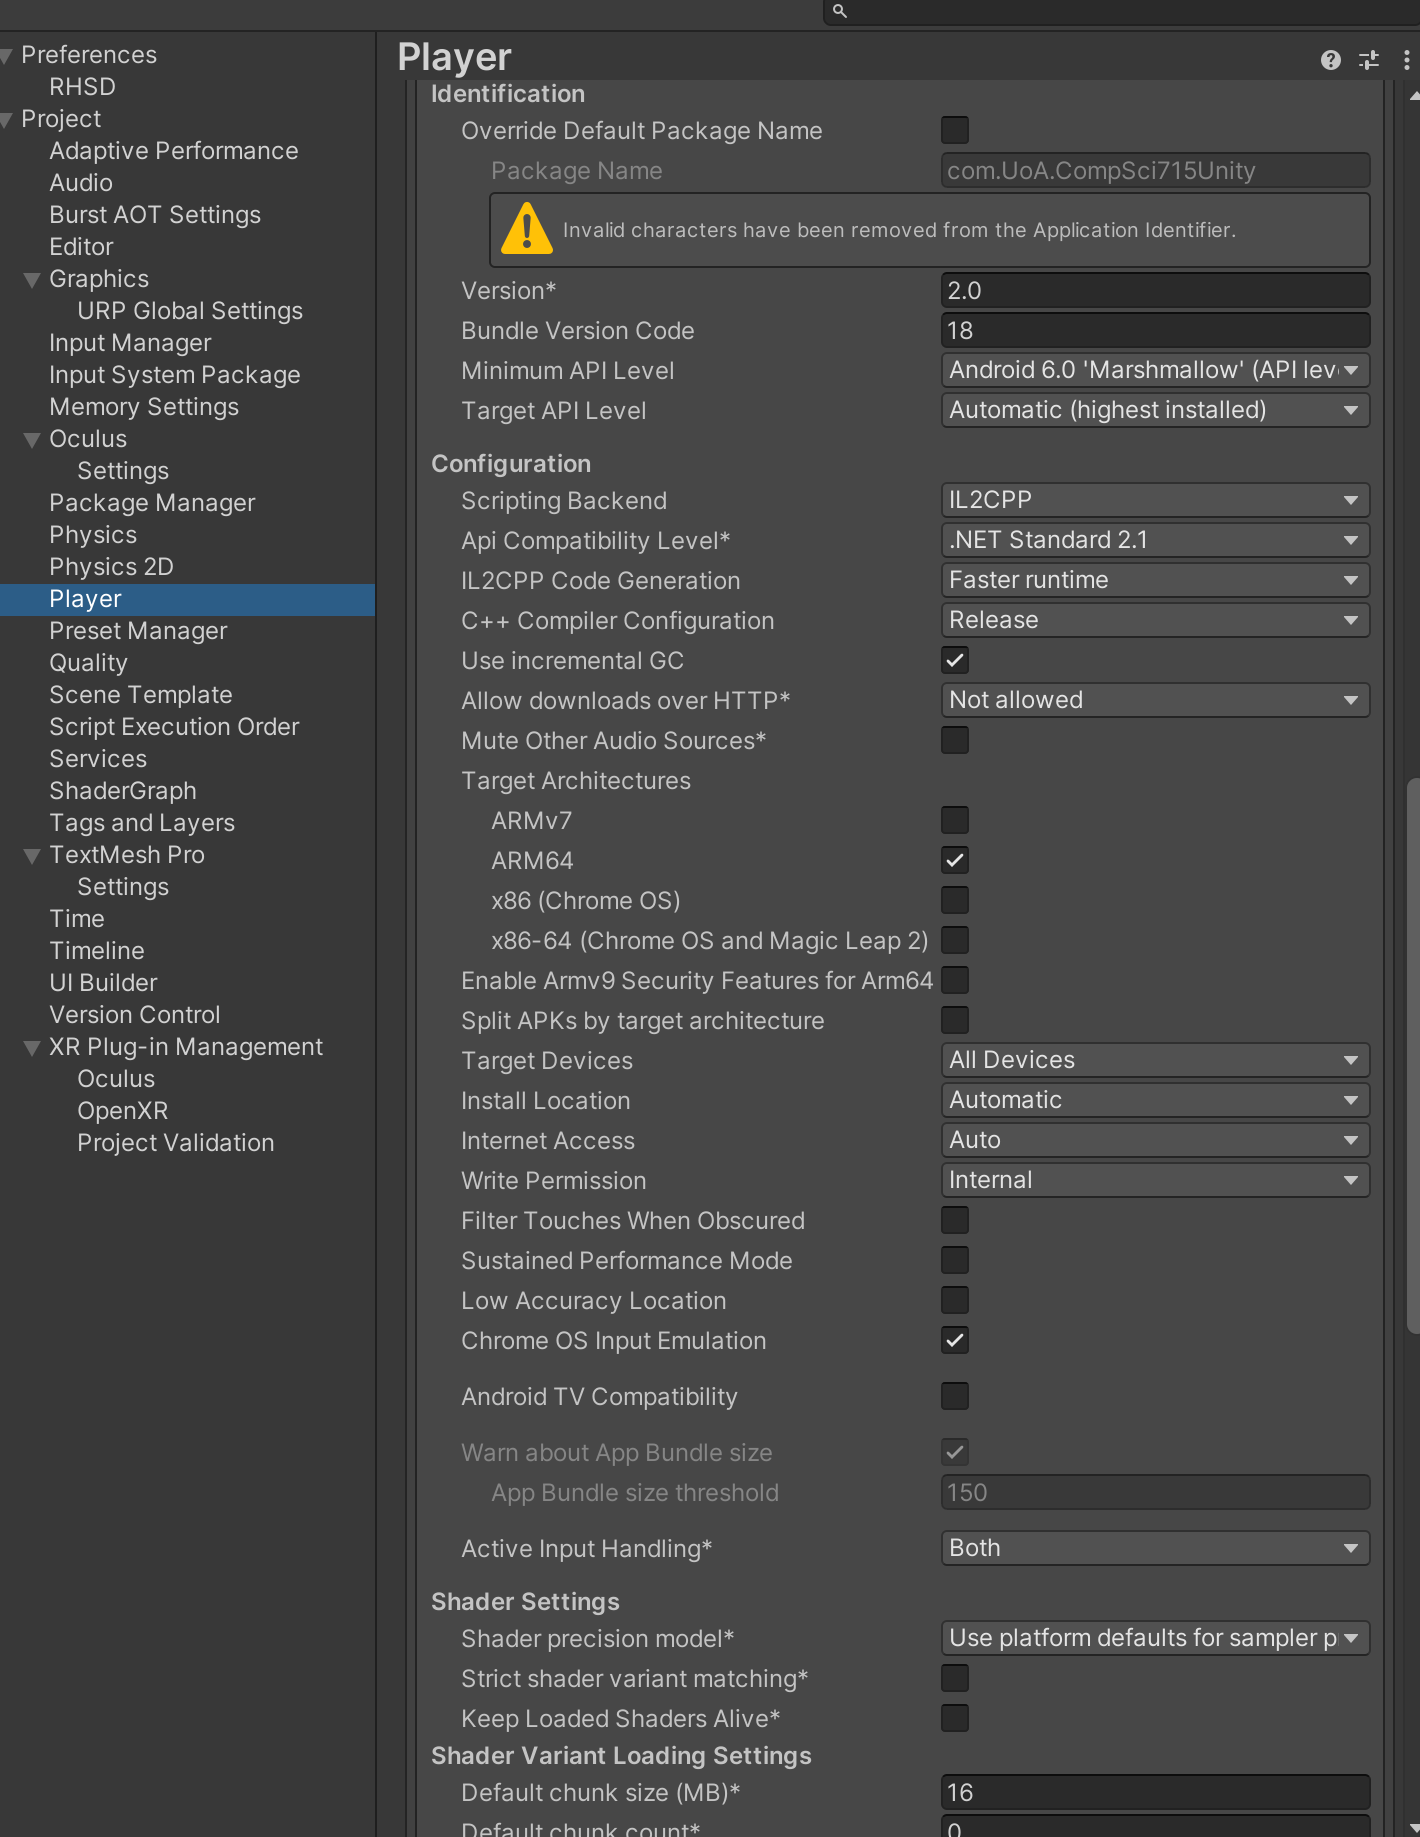 Preferences
RHSD
Project
Adaptive Performance
Audio
Burst AOT Settings
Editor
Graphics
URP Global Settings
Input Manager
Input System Package
Memory Settings
Oculus
Settings
Package Manager
Physics
Physics 2D
Player
Preset Manager
Quality
Scene Template
Script Execution Order
Services
ShaderGraph
Tags and Layers
TextMesh Pro
Settings
Time
Timeline
UI Builder
Version Control
XR Plug-in Management
Oculus
OpenXR
Project Validation
Player
Identification
Override Default Package Name
Package Name com.UoA.CompSci715Unity
Invalid characters have been removed from the Application Identifier.
Version* 2.0
Bundle Version Code 18
Minimum API Level Android 6.0 'Marshmallow' (API lev
Target API Level Automatic (highest installed)
Configuration
Scripting Backend IL2CPP
Api Compatibility Level* .NET Standard 2.1
IL2CPP Code Generation Faster runtime
C++ Compiler Configuration Release
Use incremental GC
Allow downloads over HTTP* Not allowed
Mute Other Audio Sources*
Target Architectures
ARMv7
ARM64
x86 (Chrome OS)
x86-64 (Chrome OS and Magic Leap 2)
Enable Armv9 Security Features for Arm64
Split APKs by target architecture
Target Devices All Devices
Install Location Automatic
Internet Access Auto
Write Permission Internal
Filter Touches When Obscured
Sustained Performance Mode
Low Accuracy Location
Chrome OS Input Emulation
Android TV Compatibility
Warn about App Bundle size
App Bundle size threshold 150
Active Input Handling* Both
Shader Settings
Shader precision model* Use platform defaults for sampler p
Strict shader variant matching*
Keep Loaded Shaders Alive*
Shader Variant Loading Settings
Default chunk size (MB)* 16
Default chunk count* 0